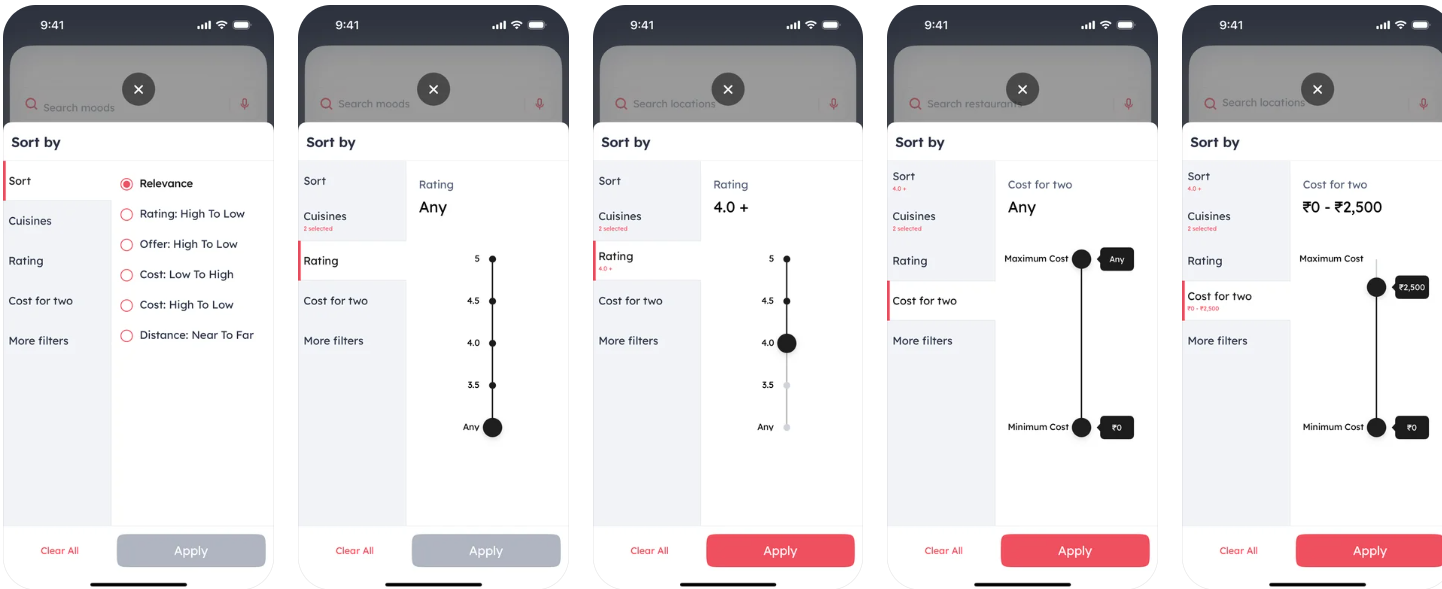 9:41
Search moods
Sort by
Sort
Cuisines
Rating
Cost for two
More filters
Relevance
Rating: High To Low
Offer: High To Low
Cost: Low To High
Cost: High To Low
Distance: Near To Far
Clear All
Apply
9:41
Search moods
Sort by
Sort
Cuisines
2 selected
Rating
Cost for two
More filters
Rating
Any
5
4.5
4.0
3.5
Any
Clear All
Apply
9:41
Search locations
Sort by
Sort
Cuisines
2 selected
Rating
4.0 +
Cost for two
More filters
Rating
4.0 +
5
4.5
4.0
3.5
Any
Clear All
Apply
9:41
Search restaurants
Sort by
Sort
4.0 +
Cuisines
2 selected
Rating
Cost for two
More filters
Cost for two
Any
Maximum Cost
Any
Minimum Cost
₹0
Clear All
Apply
9:41
Search locations
Sort by
Sort
4.0 +
Cuisines
2 selected
Rating
Cost for two
₹0 - ₹2,500
More filters
Cost for two
₹0 - ₹2,500
Maximum Cost
₹2,500
Minimum Cost
₹0
Clear All
Apply